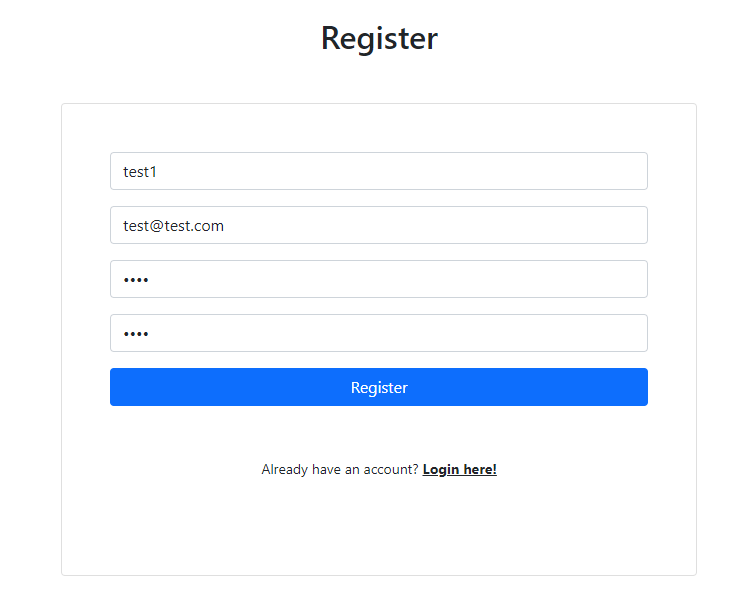 Register
test1
test@test.com
••••
••••
Register
Already have an account? Login here!